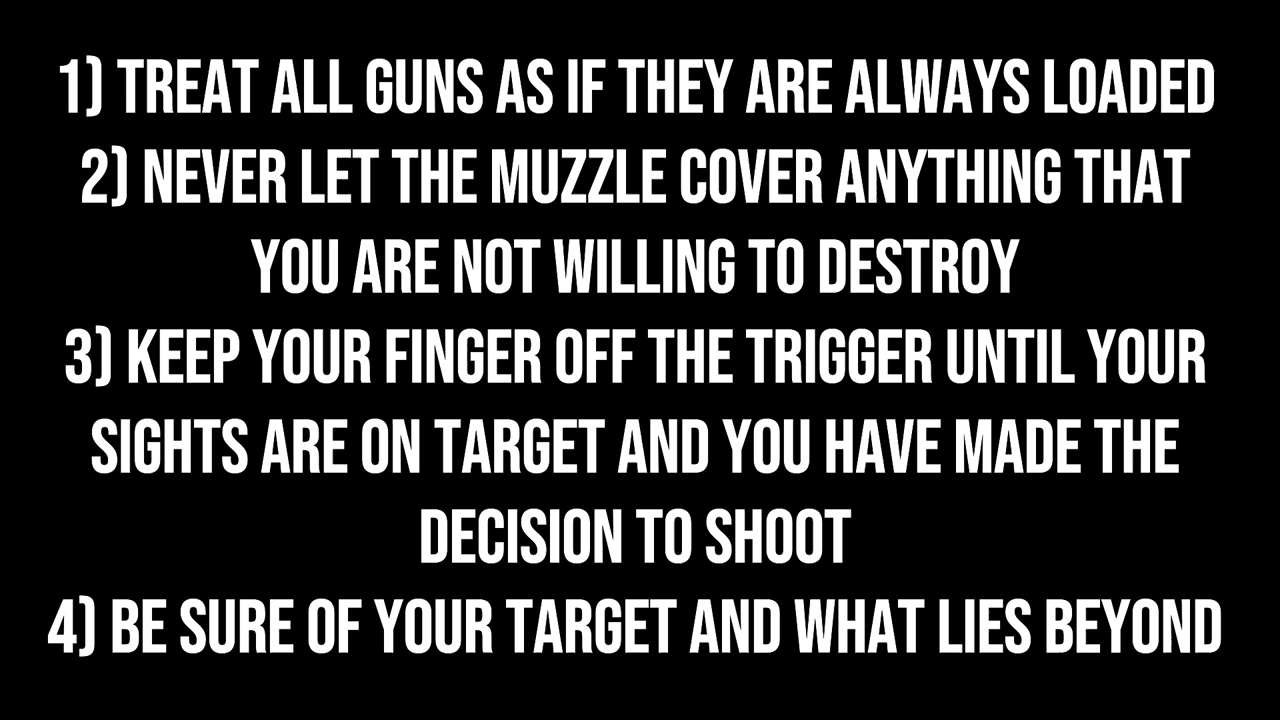 1) TREAT ALL GUNS AS IF THEY ARE ALWAYS LOADED
2) NEVER LET THE MUZZLE COVER ANYTHING THAT
YOU ARE NOT WILLING TO DESTROY
3) KEEP YOUR FINGER OFF THE TRIGGER UNTIL YOUR
SIGHTS ARE ON TARGET AND YOU HAVE MADE THE
DECISION TO SHOOT
4) BE SURE OF YOUR TARGET AND WHAT LIES BEYOND